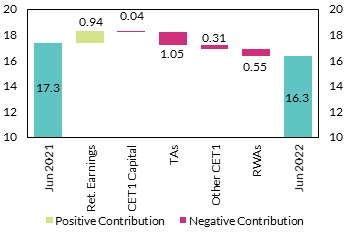 20
18
16
14
12
10
0.94
0.04
1.05
0.31
0.55
17.3
16.3
20
18
16
14
12
10
Jun 2021
Ret. Earnings
CET1 Capital
TAs
Other CET1
RWAs
Jun 2022
Positive Contribution
Negative Contribution